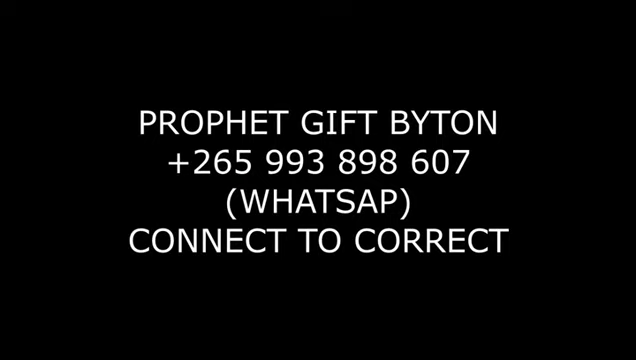 PROPHET GIFT BYTON
+265 993 898 607
(WHATSAP)
CONNECT TO CORRECT